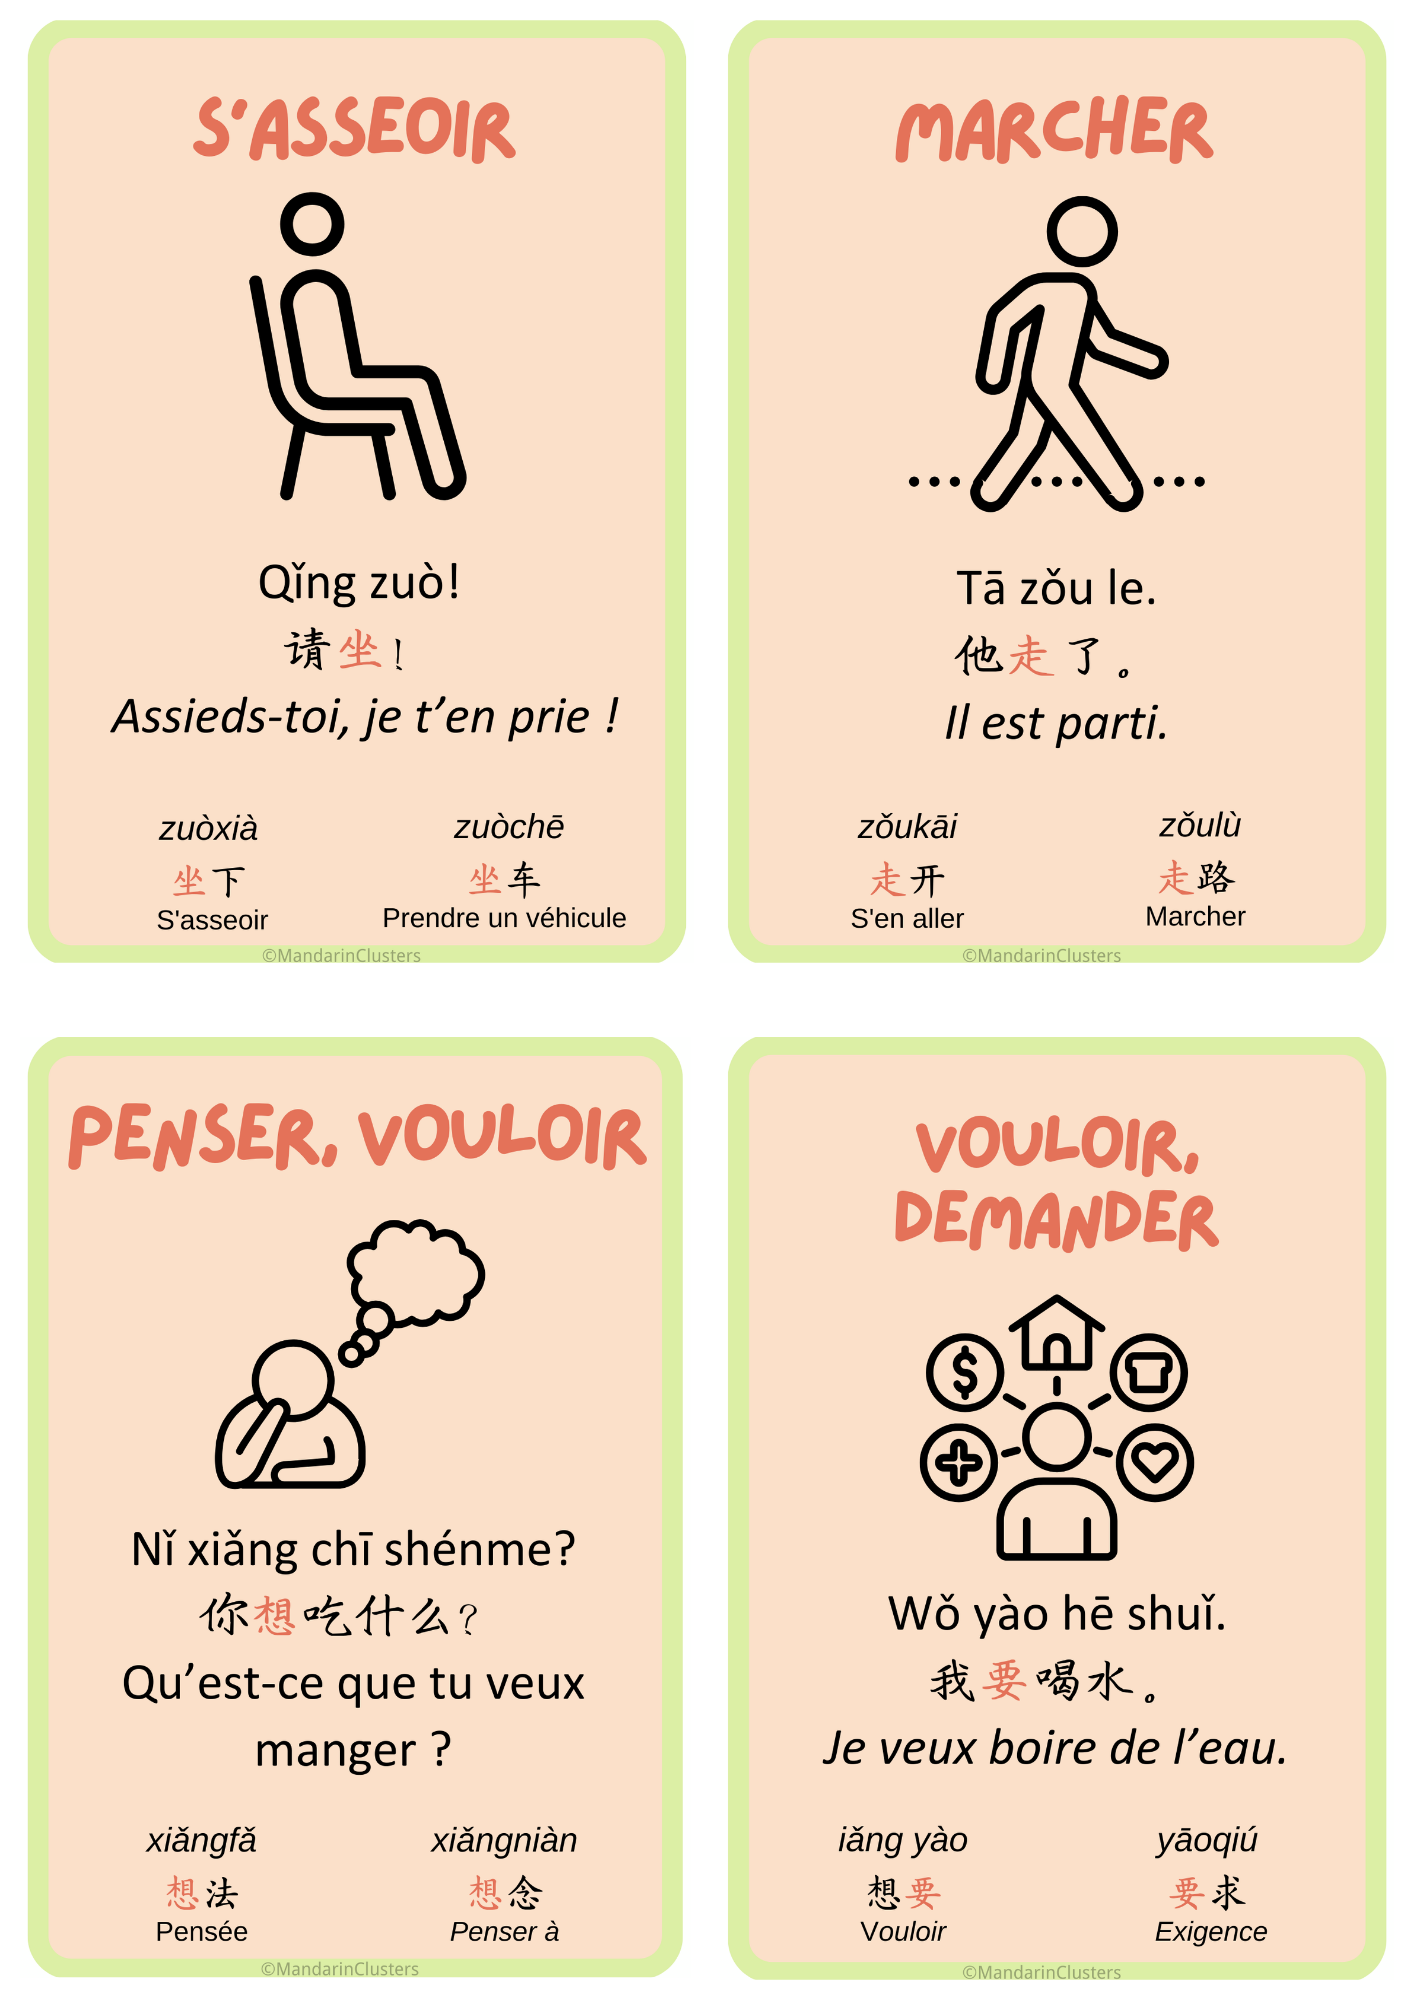 S'ASSEOIR
Qǐng zuò!
请坐!
Assieds-toi, je t’en prie !
zuòxià
坐下
S'asseoir
zuòchē
坐车
Prendre un véhicule
©MandarinClusters
MARCHER
Tā zǒu le.
他走了。
Il est parti.
zǒukāi
走开
S'en aller
zǒulù
走路
Marcher
©MandarinClusters
PENSER, VOULOIR
Nǐ xiǎng chī shénme?
你想吃什么?
Qu’est-ce que tu veux
manger ?
xiǎngfǎ
想法
Pensée
xiǎngniàn
想念
Penser à
©MandarinClusters
VOULOIR,
DEMANDER
$
Wǒ yào hē shuǐ.
我要喝水。
Je veux boire de l’eau.
iǎng yào
想要
Vouloir
yāoqiú
要求
Exigence
©MandarinClusters